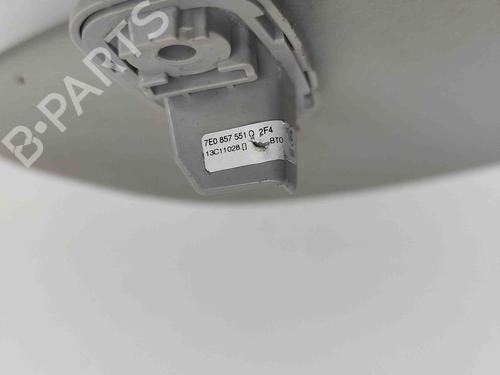 B-PARTS
7E0 857 551 Q 2F4
13C11028.[] BT0